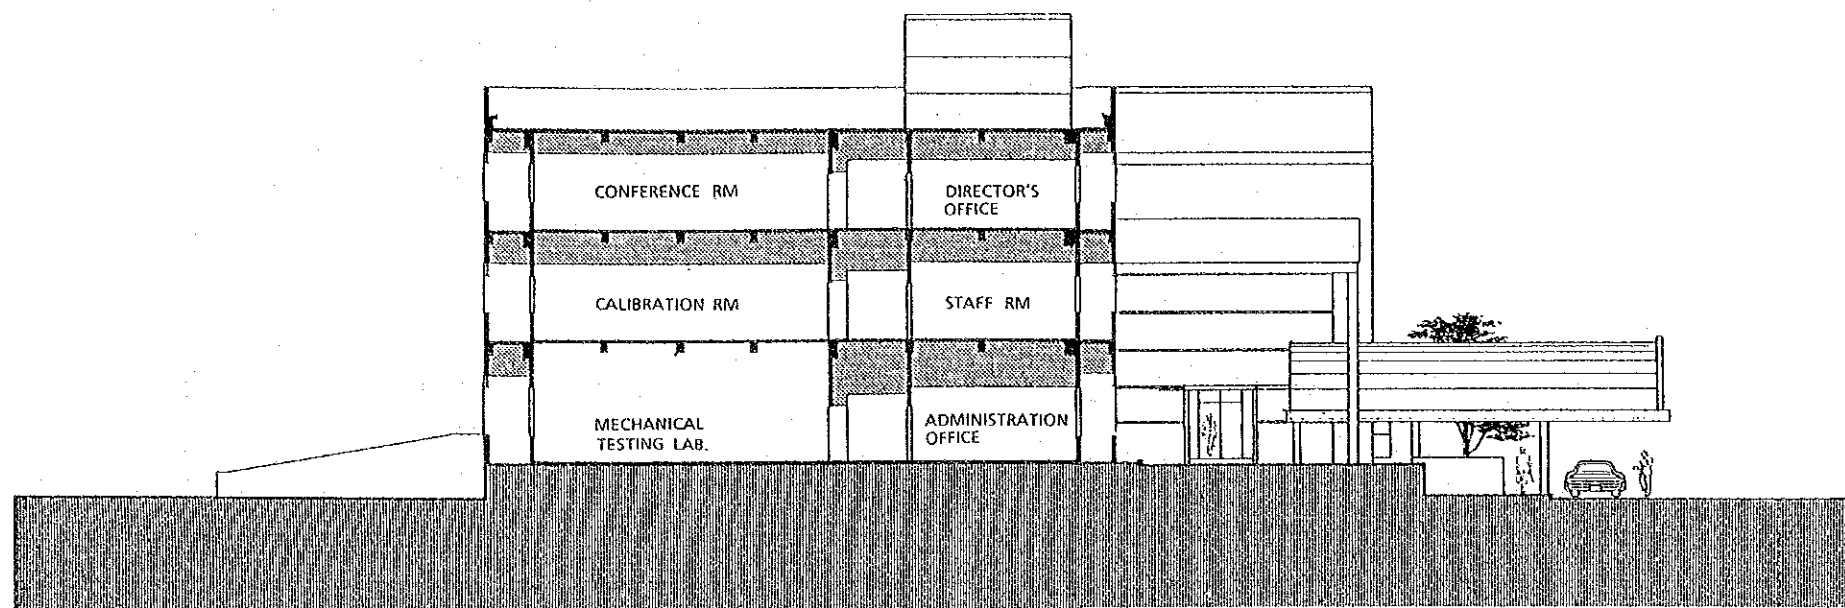 CONFERENCE RM
DIRECTOR'S
OFFICE
CALIBRATION RM
STAFF RM
MECHANICAL
TESTING LAB.
ADMINISTRATION
OFFICE